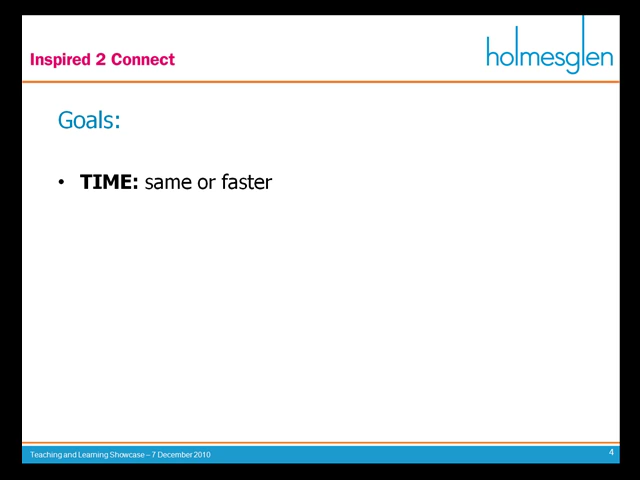 Inspired 2 Connect
holmesglen
Goals:
• TIME: same or faster
Teaching and Learning Showcase – 7 December 2010
4